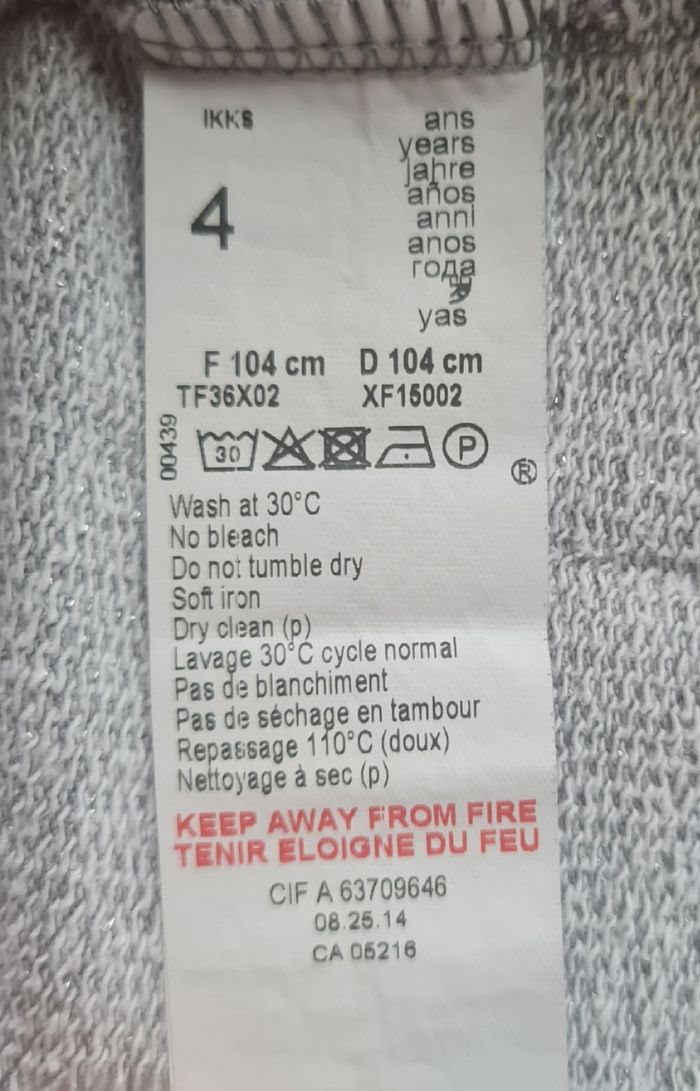 IKKS
4
ans
years
jahre
años
anni
anos
года
yas
F 104 cm D 104 cm
TF36X02 XF15002
00439
30 P
®
Wash at 30°C
No bleach
Do not tumble dry
Soft iron
Dry clean (p)
Lavage 30°C cycle normal
Pas de blanchiment
Pas de séchage en tambour
Repassage 110°C (doux)
Nettoyage à sec (p)
KEEP AWAY FROM FIRE
TENIR ELOIGNE DU FEU
CIF A 63709646
08.25.14
CA 05216